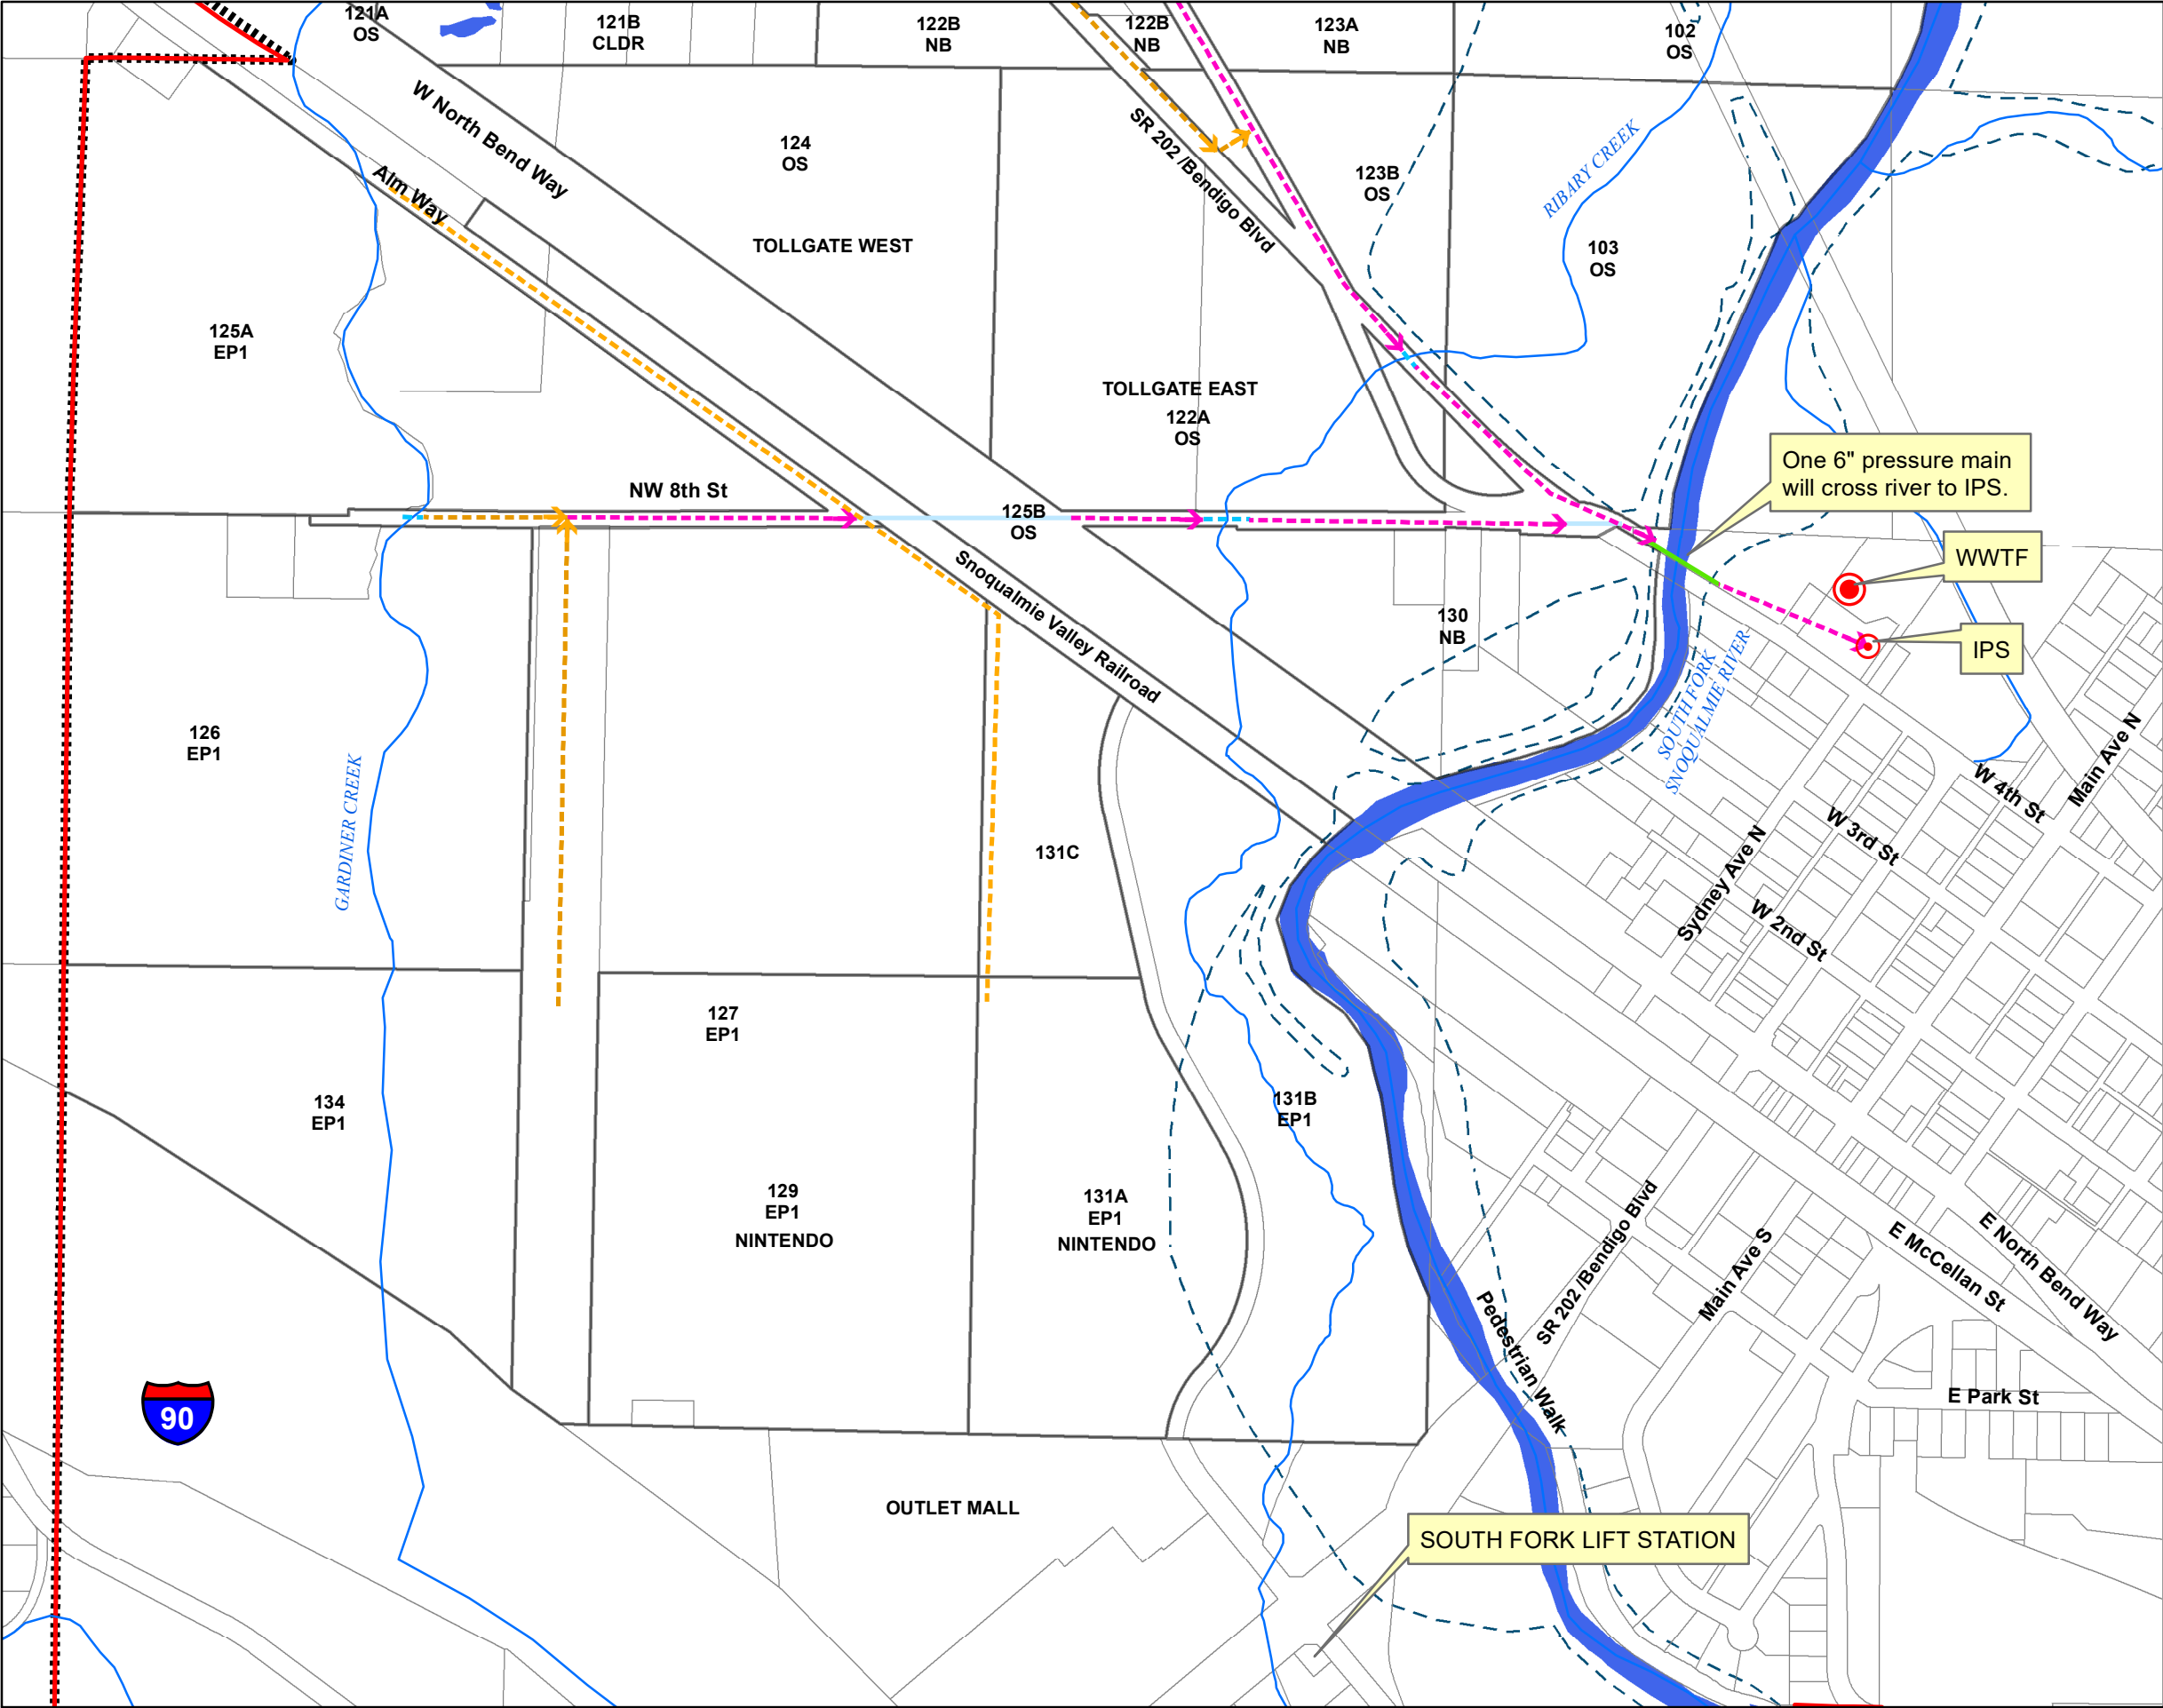 121A
OS
121B
CLDR
122B
NB
122B
NB
123A
NB
102
OS
W North Bend Way
124
OS
SR 202 /Bendigo Blvd
RIBARY CREEK
Alm Way
123B
OS
TOLLGATE WEST
103
OS
125A
EP1
TOLLGATE EAST
122A
OS
One 6" pressure main
will cross river to IPS.
NW 8th St
125B
OS
WWTF
Snoqualmie Valley Railroad
130
NB
IPS
SOUTH FORK
SNOQUALMIE RIVER-
126
EP1
Main Ave N
W 4th St
GARDINER CREEK
W 3rd St
131C
Sydney Ave N
W 2nd St
127
EP1
134
EP1
131B
EP1
129
EP1
NINTENDO
131A
EP1
NINTENDO
SR 202 /Bendigo Blvd
Main Ave S
E McCellan St
E North Bend Way
Pedestrian Walk
90
E Park St
OUTLET MALL
SOUTH FORK LIFT STATION